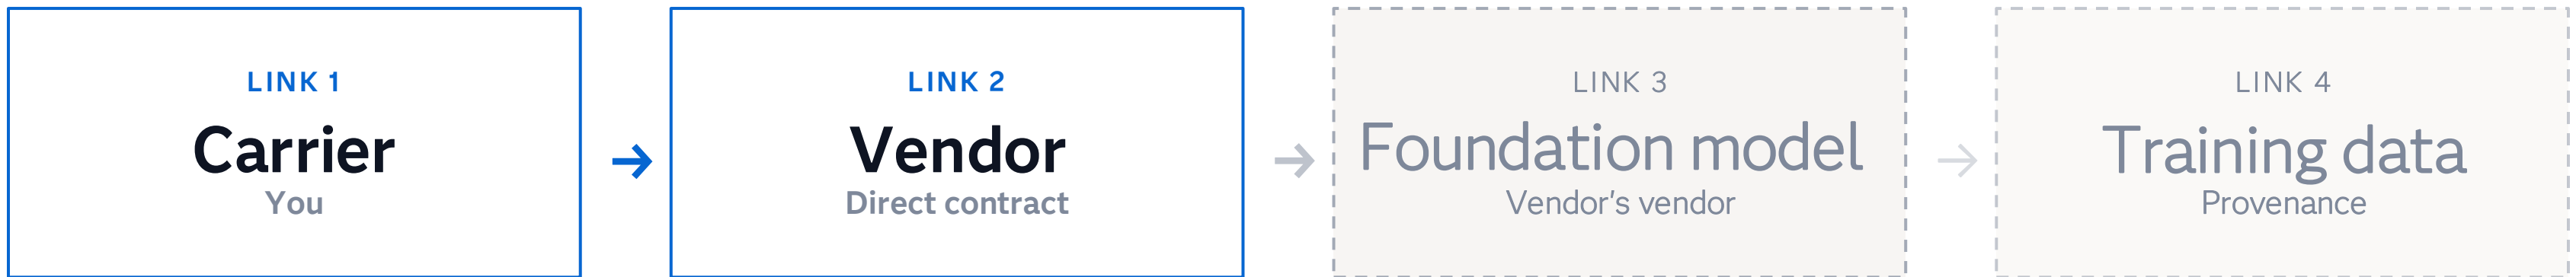 LINK 1
Carrier
You
LINK 2
Vendor
Direct contract
LINK 3
Foundation model
Vendor’s vendor
LINK 4
Training data
Provenance